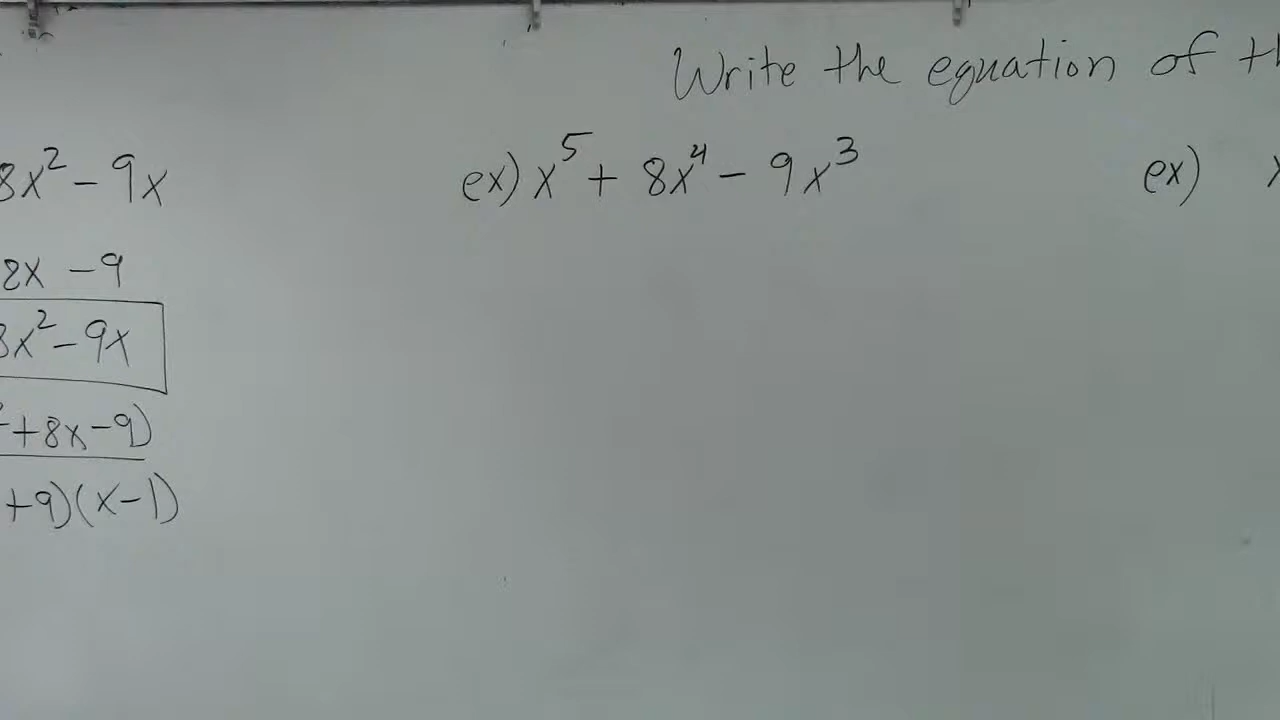 Write the equation of th
8x² - 9x
ex) x⁵ + 8x⁴ - 9x³
ex)
8x - 9
8x² - 9x
+8x-9)
+9)(x-1)